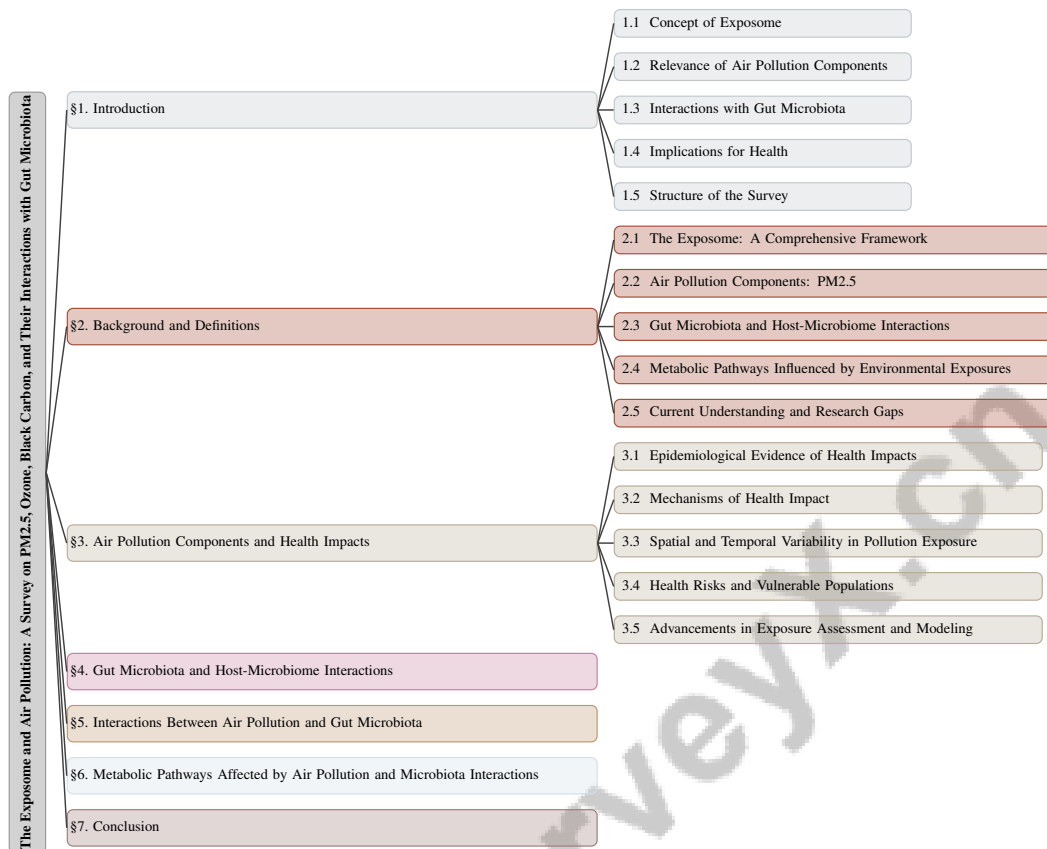 The Exposome and Air Pollution: A Survey on PM2.5, Ozone, Black Carbon, and Their Interactions with Gut Microbiota
§1. Introduction
1.1 Concept of Exposome
1.2 Relevance of Air Pollution Components
1.3 Interactions with Gut Microbiota
1.4 Implications for Health
1.5 Structure of the Survey
§2. Background and Definitions
2.1 The Exposome: A Comprehensive Framework
2.2 Air Pollution Components: PM2.5
2.3 Gut Microbiota and Host-Microbiome Interactions
2.4 Metabolic Pathways Influenced by Environmental Exposures
2.5 Current Understanding and Research Gaps
§3. Air Pollution Components and Health Impacts
3.1 Epidemiological Evidence of Health Impacts
3.2 Mechanisms of Health Impact
3.3 Spatial and Temporal Variability in Pollution Exposure
3.4 Health Risks and Vulnerable Populations
3.5 Advancements in Exposure Assessment and Modeling
§4. Gut Microbiota and Host-Microbiome Interactions
§5. Interactions Between Air Pollution and Gut Microbiota
§6. Metabolic Pathways Affected by Air Pollution and Microbiota Interactions
§7. Conclusion
rveyx.cn